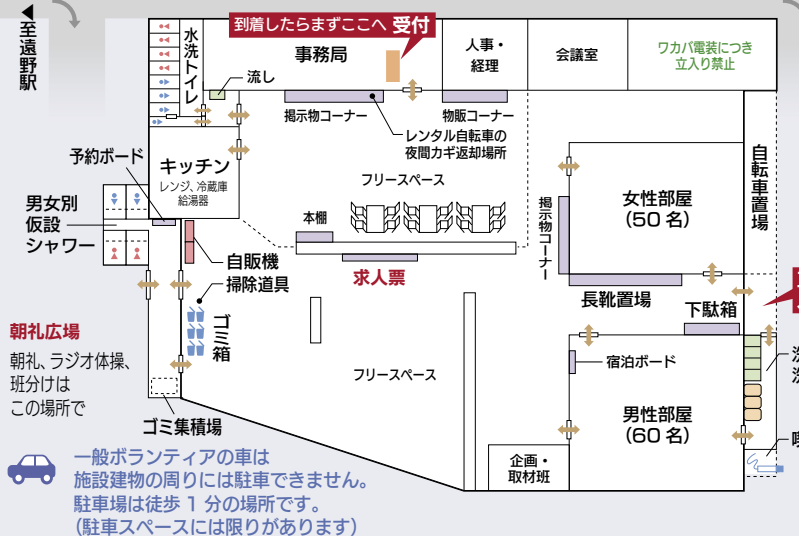 ◀至遠野駅
到着したらまずここへ 受付
水洗トイレ
流し
事務局
人事・
経理
会議室
ワカバ電装につき
立入り禁止
掲示物コーナー
物販コーナー
レンタル自転車の
夜間カギ返却場所
予約ボード
キッチン
レンジ、冷蔵庫
給湯器
フリースペース
男女別
仮設
シャワー
本棚
求人票
掲示物コーナー
女性部屋
(50 名)
自転車置場
自販機
掃除道具
ゴミ箱
長靴置場
下駄箱
朝礼広場
朝礼、ラジオ体操、
班分けは
この場所で
フリースペース
宿泊ボード
男性部屋
(60 名)
ゴミ集積場
企画・
取材班
一般ボランティアの車は
施設建物の周りには駐車できません。
駐車場は徒歩 1 分の場所です。
(駐車スペースには限りがあります)